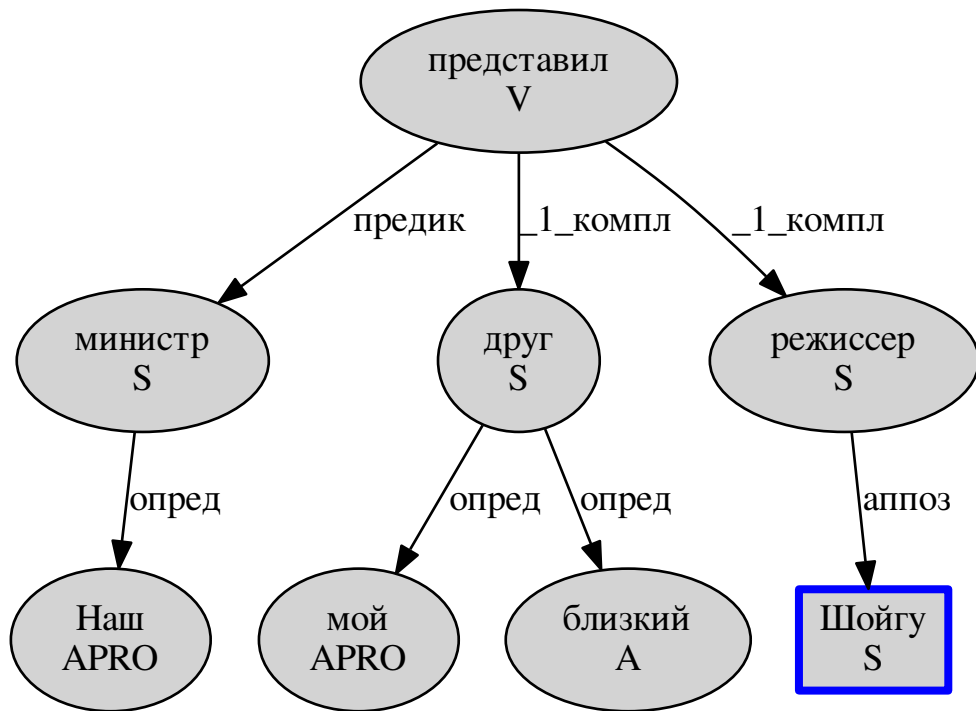 представил
V
предик
_1_компл
_1_компл
министр
S
друг
S
режиссер
S
опред
опред
опред
аппоз
Наш
APRO
мой
APRO
близкий
A
Шойгу
S